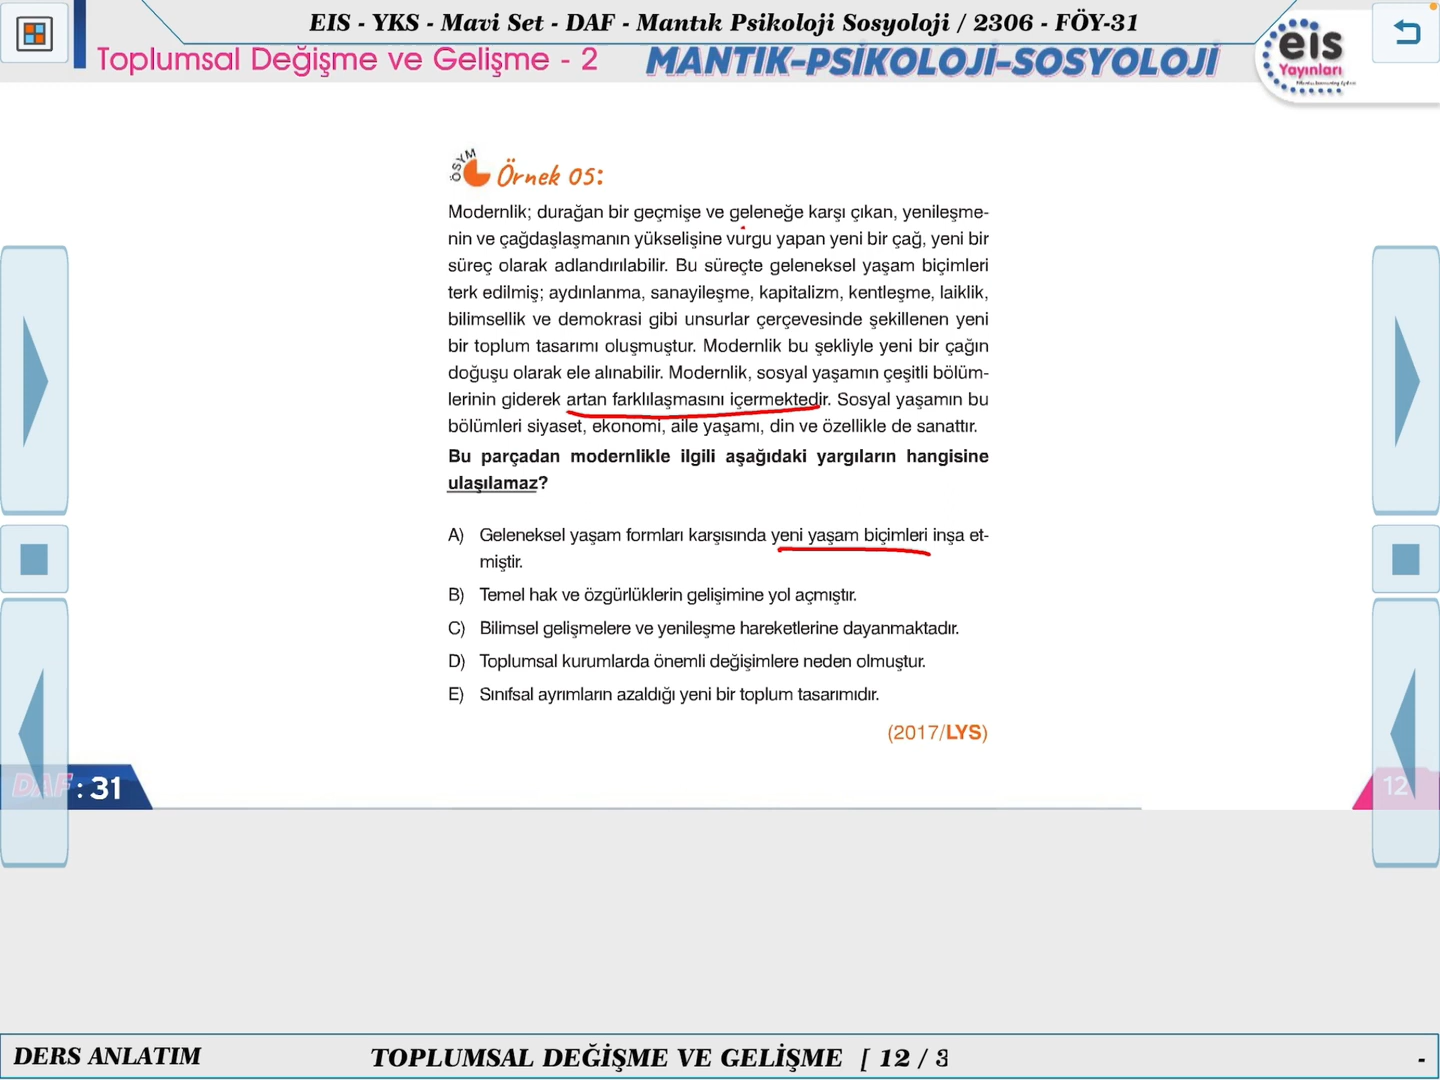 EIS - YKS - Mavi Set - DAF - Mantık Psikoloji Sosyoloji / 2306 - FÖY-31
Toplumsal Değişme ve Gelişme - 2
MANTIK-PSİKOLOJİ-SOSYOLOJİ
eis
Yayınları
ÖSYM
Örnek 05:
Modernlik; durağan bir geçmişe ve geleneğe karşı çıkan, yenileşme-
nin ve çağdaşlaşmanın yükselişine vurgu yapan yeni bir çağ, yeni bir
süreç olarak adlandırılabilir. Bu süreçte geleneksel yaşam biçimleri
terk edilmiş; aydınlanma, sanayileşme, kapitalizm, kentleşme, laiklik,
bilimsellik ve demokrasi gibi unsurlar çerçevesinde şekillenen yeni
bir toplum tasarımı oluşmuştur. Modernlik bu şekliyle yeni bir çağın
doğuşu olarak ele alınabilir. Modernlik, sosyal yaşamın çeşitli bölüm-
lerinin giderek artan farklılaşmasını içermektedir. Sosyal yaşamın bu
bölümleri siyaset, ekonomi, aile yaşamı, din ve özellikle de sanattır.
Bu parçadan modernlikle ilgili aşağıdaki yargıların hangisine
ulaşılamaz?
A) Geleneksel yaşam formları karşısında yeni yaşam biçimleri inşa et-
miştir.
B) Temel hak ve özgürlüklerin gelişimine yol açmıştır.
C) Bilimsel gelişmelere ve yenileşme hareketlerine dayanmaktadır.
D) Toplumsal kurumlarda önemli değişimlere neden olmuştur.
E) Sınıfsal ayrımların azaldığı yeni bir toplum tasarımıdır.
(2017/LYS)
DAF : 31
12
DERS ANLATIM
TOPLUMSAL DEĞİŞME VE GELİŞME [ 12 / 3
-